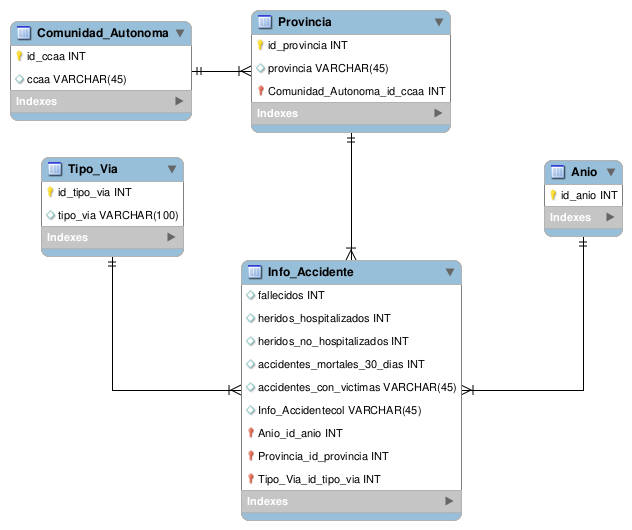 Comunidad_Autonoma
id_ccaa INT
ccaa VARCHAR(45)
Indexes
Provincia
id_provincia INT
provincia VARCHAR(45)
Comunidad_Autonoma_id_ccaa INT
Indexes
Tipo_Via
id_tipo_via INT
tipo_via VARCHAR(100)
Indexes
Anio
id_anio INT
Indexes
Info_Accidente
fallecidos INT
heridos_hospitalizados INT
heridos_no_hospitalizados INT
accidentes_mortales_30_dias INT
accidentes_con_victimas VARCHAR(45)
Info_Accidentecol VARCHAR(45)
Anio_id_anio INT
Provincia_id_provincia INT
Tipo_Via_id_tipo_via INT
Indexes